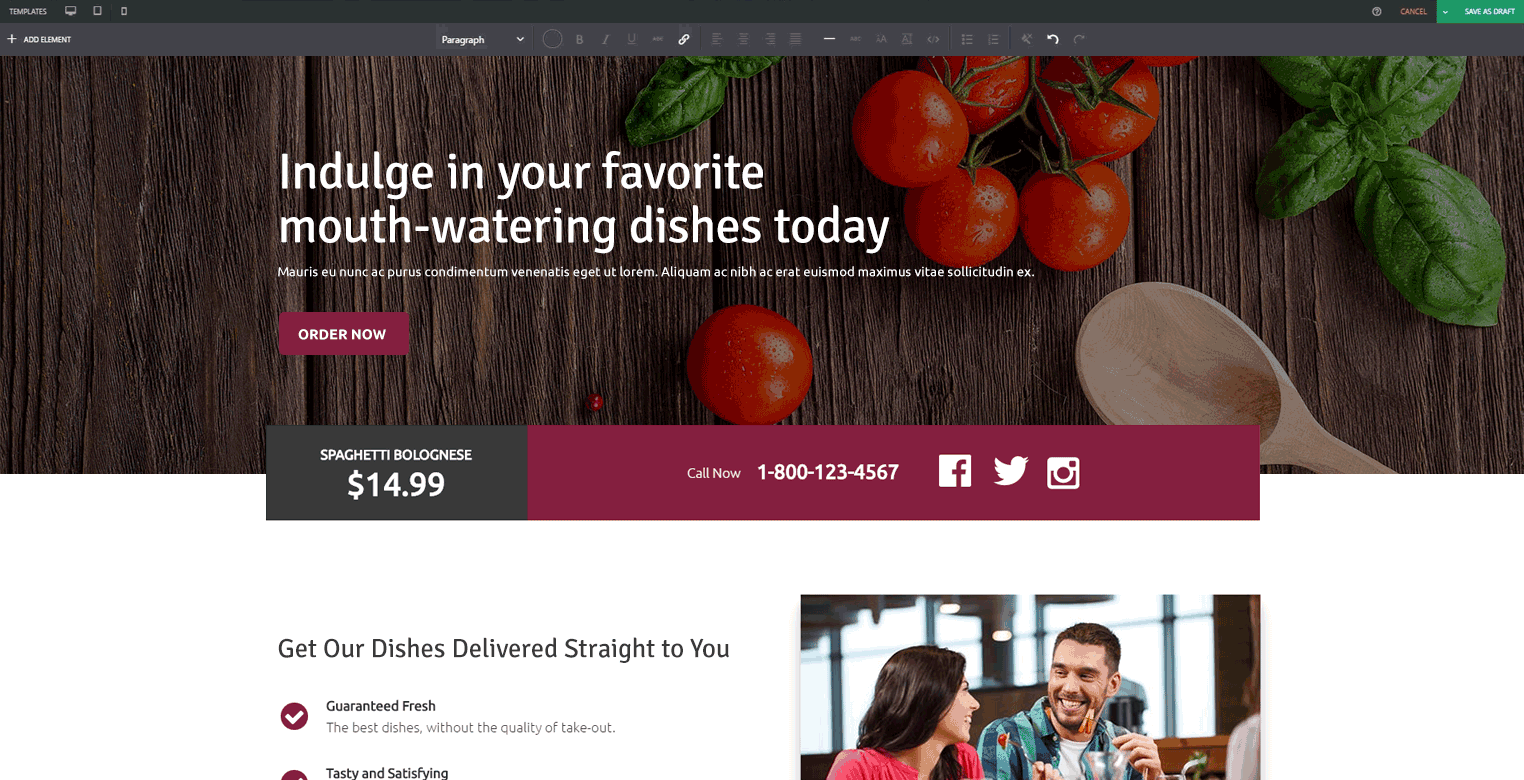 TEMPLATES
CANCEL
SAVE AS DRAFT
ADD ELEMENT
Paragraph
B I U ABC
ABC
Indulge in your favorite
mouth-watering dishes today
Mauris eu nunc ac purus condimentum venenatis eget ut lorem. Aliquam ac nibh ac erat euismod maximus vitae sollicitudin ex.
ORDER NOW
SPAGHETTI BOLOGNESE
$14.99
Call Now 1-800-123-4567
Get Our Dishes Delivered Straight to You
Guaranteed Fresh
The best dishes, without the quality of take-out.
Tasty and Satisfying